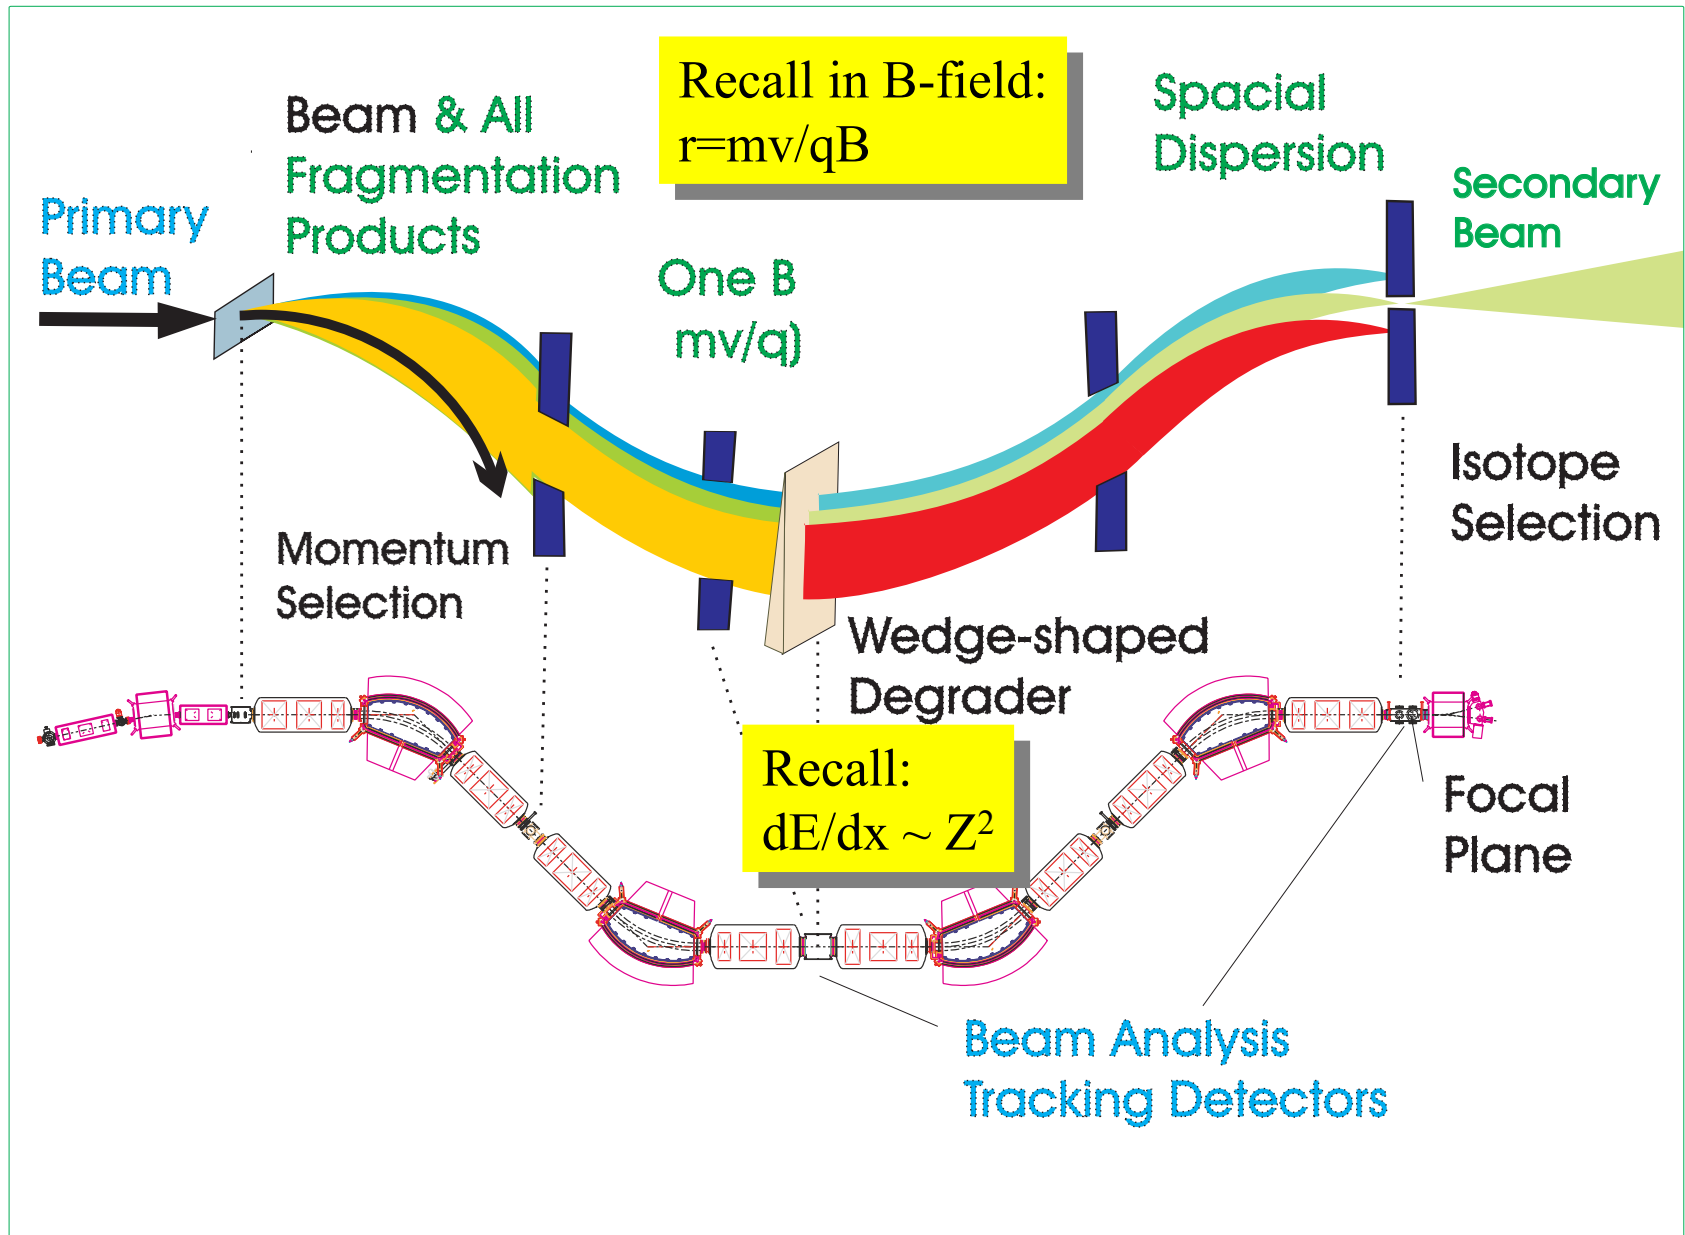 Recall in B-field:
r=mv/qB
Beam & All
Fragmentation
Products
Primary
Beam
Spacial
Dispersion
Secondary
Beam
One B
mv/q)
Momentum
Selection
Isotope
Selection
Wedge-shaped
Degrader
Recall:
dE/dx ~ Z²
Focal
Plane
Beam Analysis
Tracking Detectors